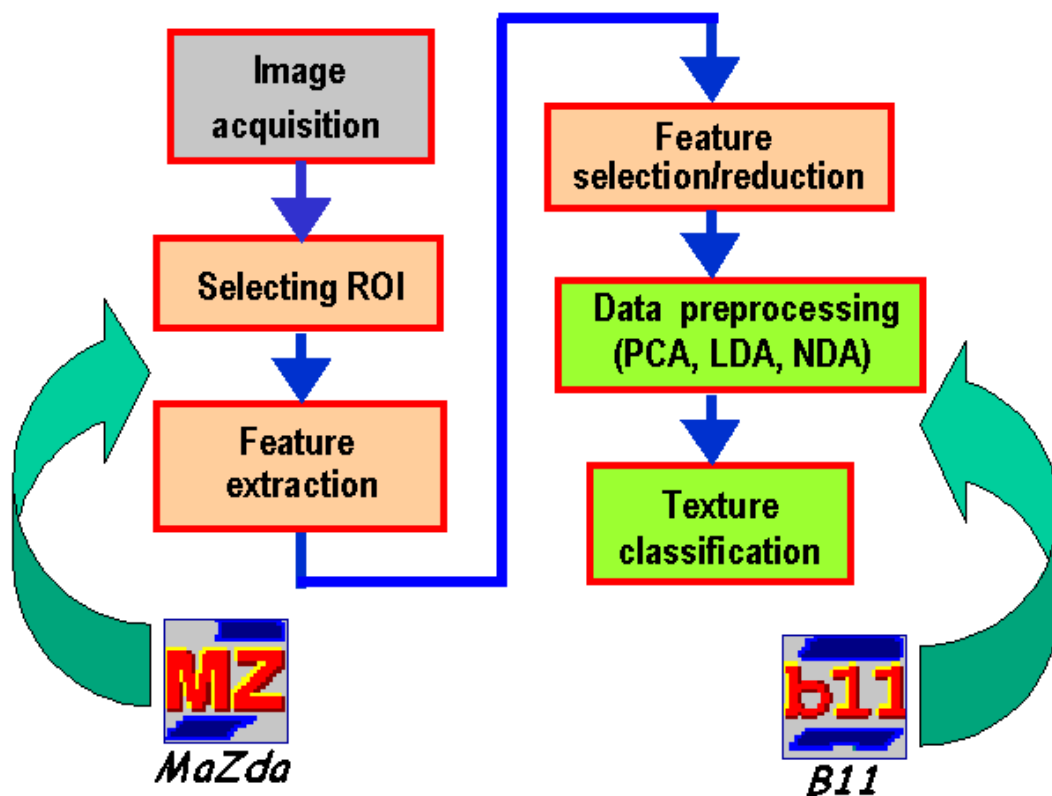 Image
acquisition
Selecting ROI
Feature
extraction
Feature
selection/reduction
Data preprocessing
(PCA, LDA, NDA)
Texture
classification
MZ
MaZda
b11
B11